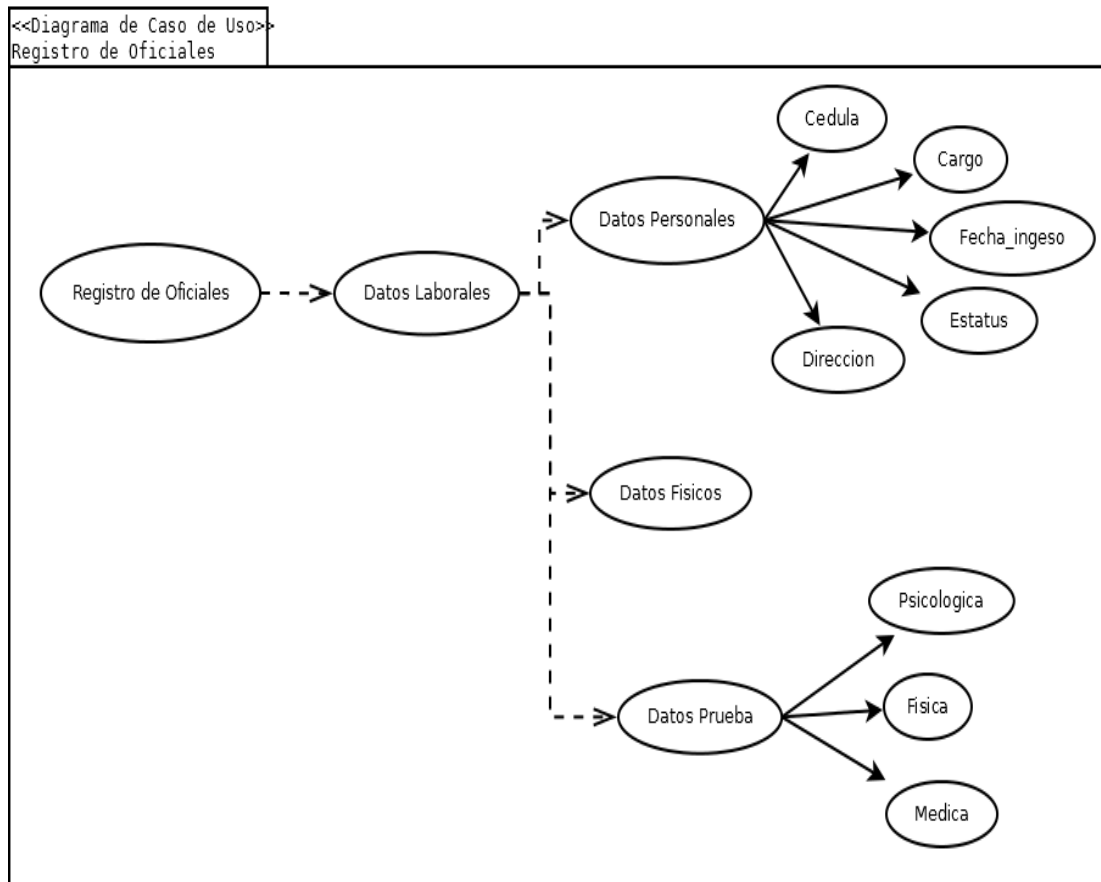 <<Diagrama de Caso de Uso>>
Registro de Oficiales
Cedula
Cargo
Datos Personales
Fecha_ingeso
Registro de Oficiales
Datos Laborales
Estatus
Direccion
Datos Fisicos
Psicologica
Fisica
Datos Prueba
Medica